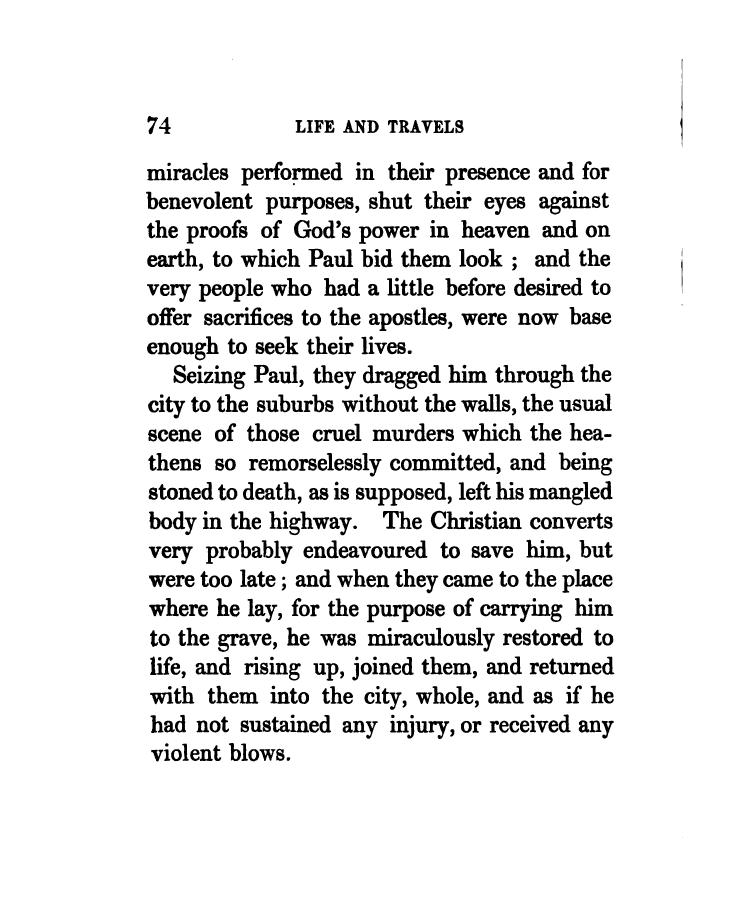 74 LIFE AND TRAVELS
miracles performed in their presence and for
benevolent purposes, shut their eyes against
the proofs of God's power in heaven and on
earth, to which Paul bid them look ; and the
very people who had a little before desired to
offer sacrifices to the apostles, were now base
enough to seek their lives.
Seizing Paul, they dragged him through the
city to the suburbs without the walls, the usual
scene of those cruel murders which the hea-
thens so remorselessly committed, and being
stoned to death, as is supposed, left his mangled
body in the highway. The Christian converts
very probably endeavoured to save him, but
were too late ; and when they came to the place
where he lay, for the purpose of carrying him
to the grave, he was miraculously restored to
life, and rising up, joined them, and returned
with them into the city, whole, and as if he
had not sustained any injury, or received any
violent blows.